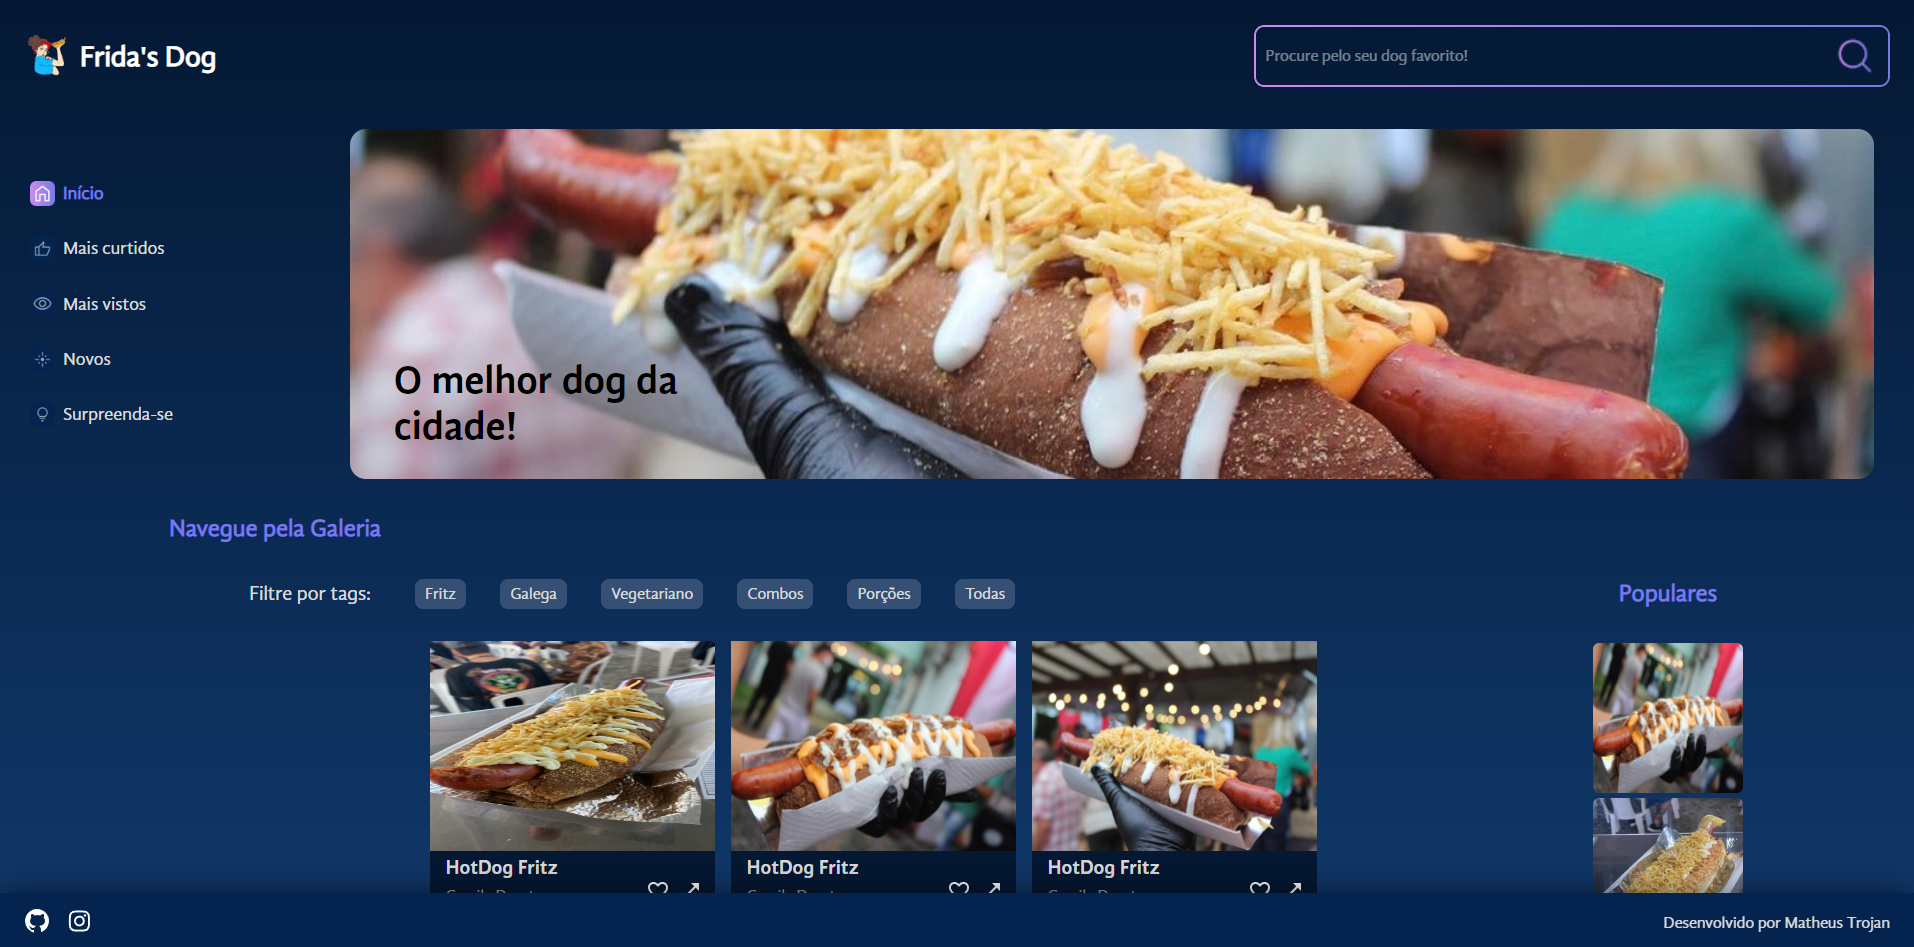 Frida's Dog
Procure pelo seu dog favorito!
Início
Mais curtidos
Mais vistos
Novos
Surpreenda-se
O melhor dog da
cidade!
Navegue pela Galeria
Filtre por tags:
Fritz
Galega
Vegetariano
Combos
Porções
Todas
Populares
HotDog Fritz
HotDog Fritz
HotDog Fritz
Desenvolvido por Matheus Trojan